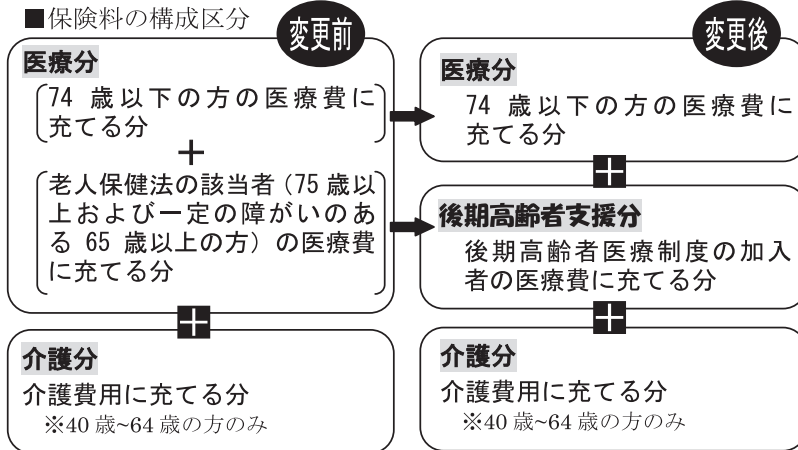 ■保険料の構成区分
変更前
医療分
74 歳以下の方の医療費に
充てる分
＋
老人保健法の該当者（75 歳以
上および一定の障がいのあ
る 65 歳以上の方）の医療費
に充てる分
＋
介護分
介護費用に充てる分
※40 歳~64 歳の方のみ
変更後
医療分
74 歳以下の方の医療費に
充てる分
＋
後期高齢者支援分
後期高齢者医療制度の加入
者の医療費に充てる分
＋
介護分
介護費用に充てる分
※40 歳~64 歳の方のみ